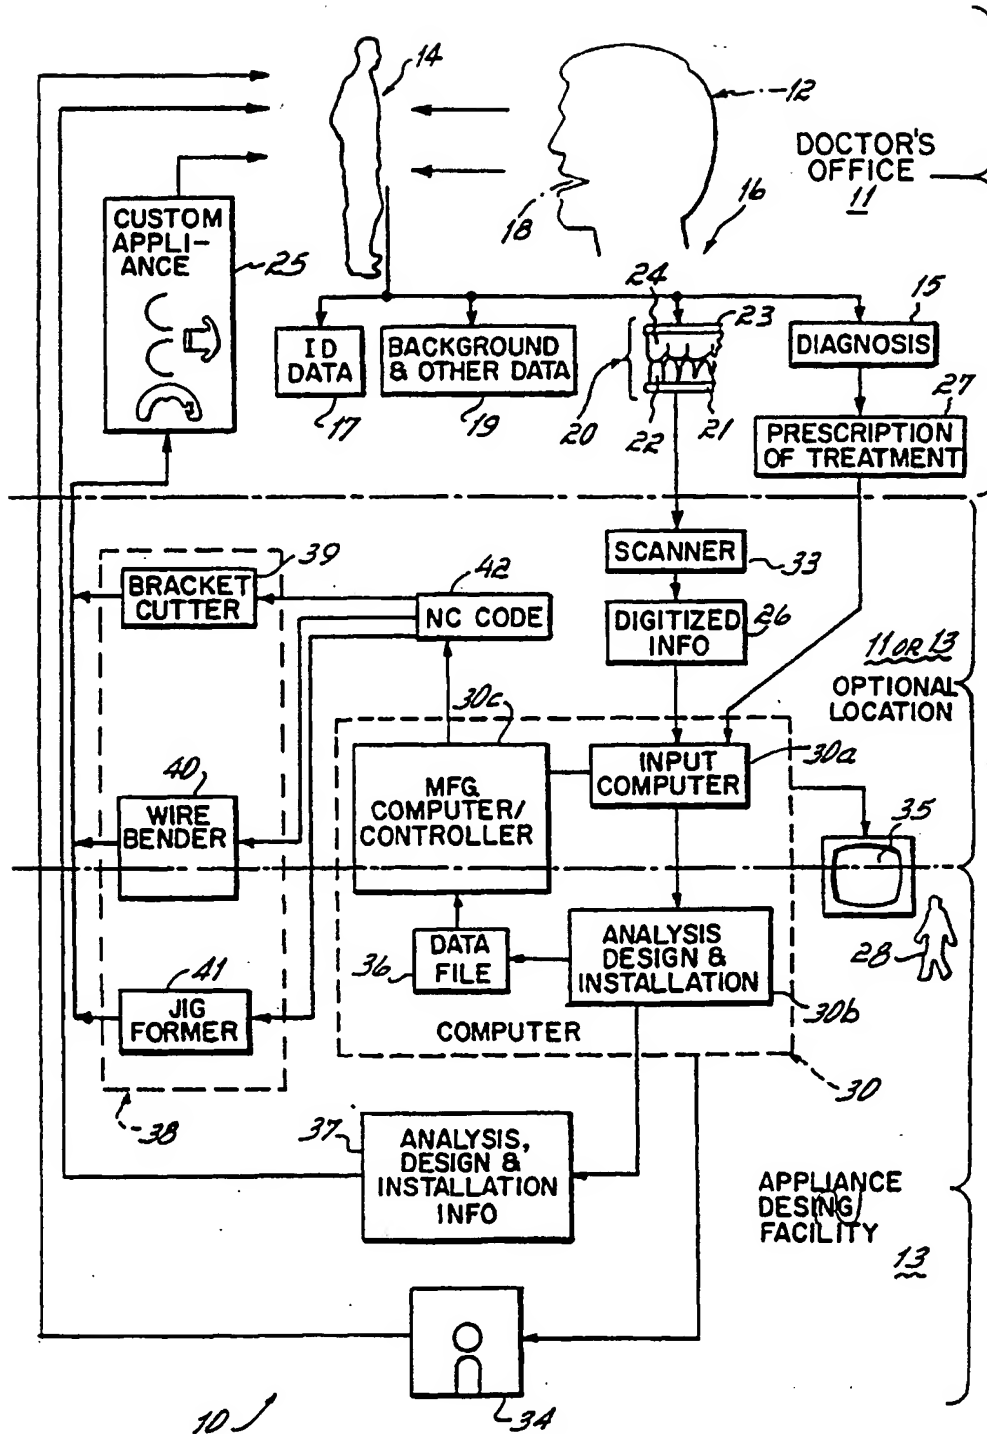 14
12
DOCTOR'S
OFFICE
11
18
16
CUSTOM
APPLI-
ANCE
25
24
23
15
ID
DATA
BACKGROUND
& OTHER DATA
DIAGNOSIS
17
19
20
22
21
27
PRESCRIPTION
OF TREATMENT
SCANNER
33
39
BRACKET
CUTTER
42
NC CODE
DIGITIZED
INFO
26
11 OR 13
OPTIONAL
LOCATION
30c
INPUT
COMPUTER
30a
MFG.
COMPUTER/
CONTROLLER
40
WIRE
BENDER
35
DATA
FILE
36
ANALYSIS
DESIGN &
INSTALLATION
28
30b
41
JIG
FORMER
COMPUTER
30
38
37
ANALYSIS,
DESIGN &
INSTALLATION
INFO
APPLIANCE
DESING
FACILITY
13
10
34